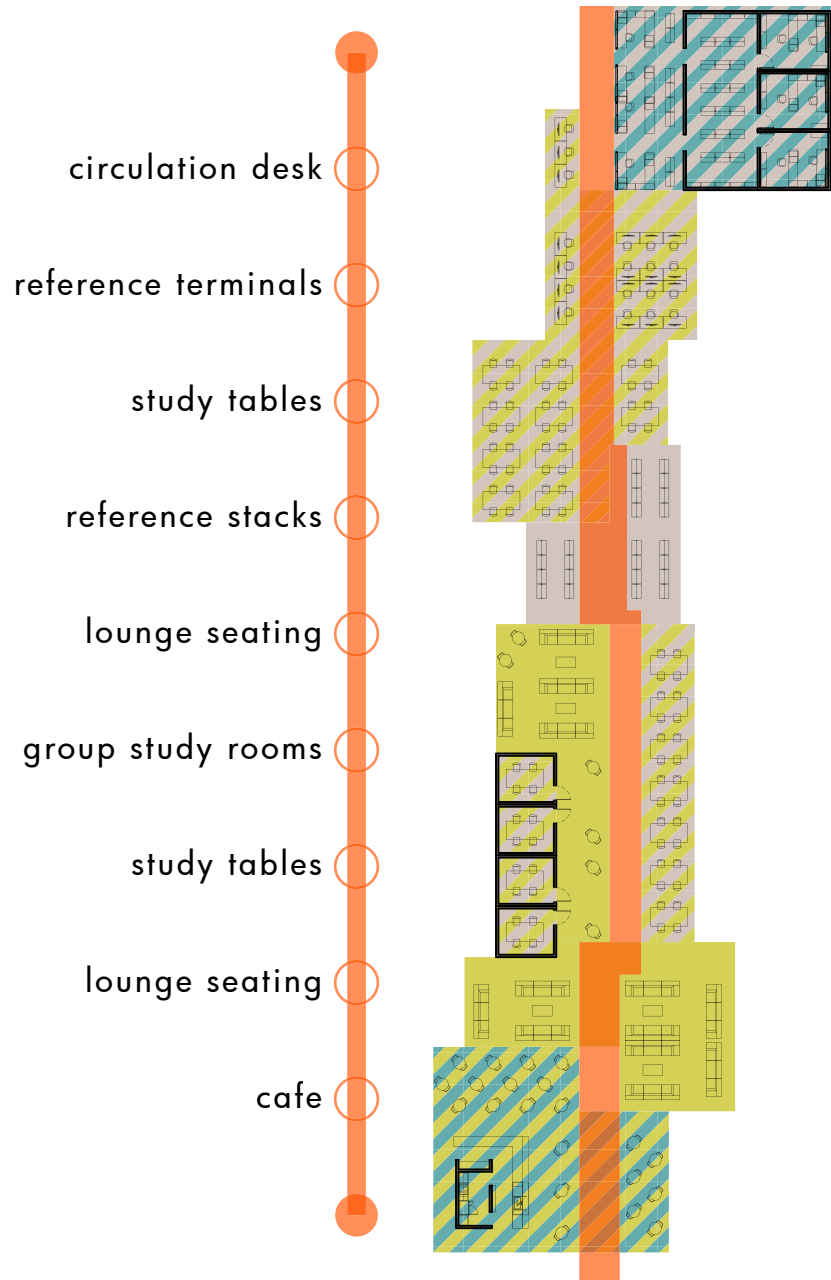 circulation desk
reference terminals
study tables
reference stacks
lounge seating
group study rooms
study tables
lounge seating
cafe